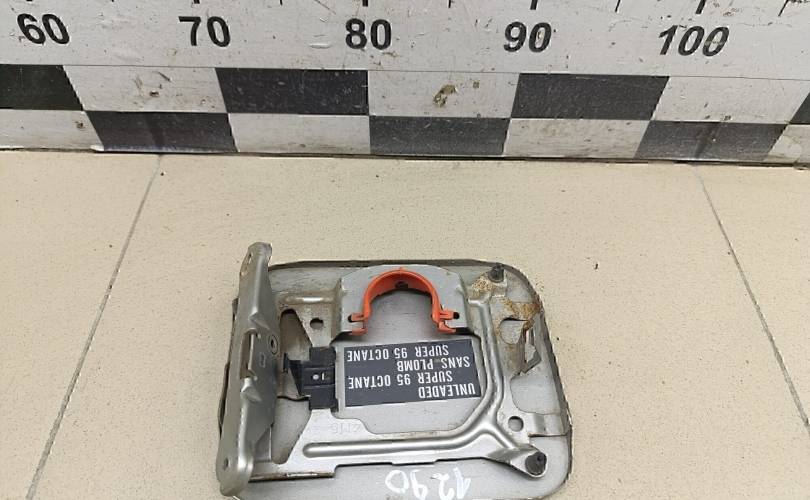 60 70 80 90 100
UNLEADED
SUPER 95 OCTANE
SANS PLOMB
SUPER 95 OCTANE
1290